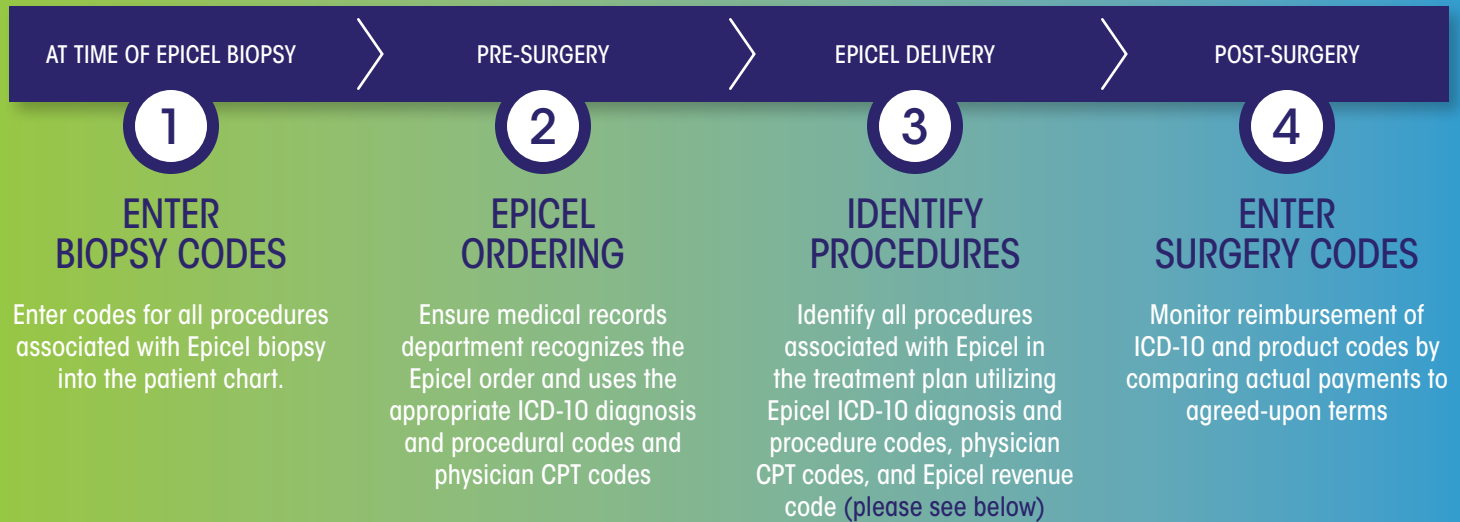 AT TIME OF EPICEL BIOPSY
PRE-SURGERY
EPICEL DELIVERY
POST-SURGERY
1
ENTER
BIOPSY CODES
Enter codes for all procedures
associated with Epicel biopsy
into the patient chart.
2
EPICEL
ORDERING
Ensure medical records
department recognizes the
Epicel order and uses the
appropriate ICD-10 diagnosis
and procedural codes and
physician CPT codes
3
IDENTIFY
PROCEDURES
Identify all procedures
associated with Epicel in
the treatment plan utilizing
Epicel ICD-10 diagnosis and
procedure codes, physician
CPT codes, and Epicel revenue
code (please see below)
4
ENTER
SURGERY CODES
Monitor reimbursement of
ICD-10 and product codes by
comparing actual payments to
agreed-upon terms